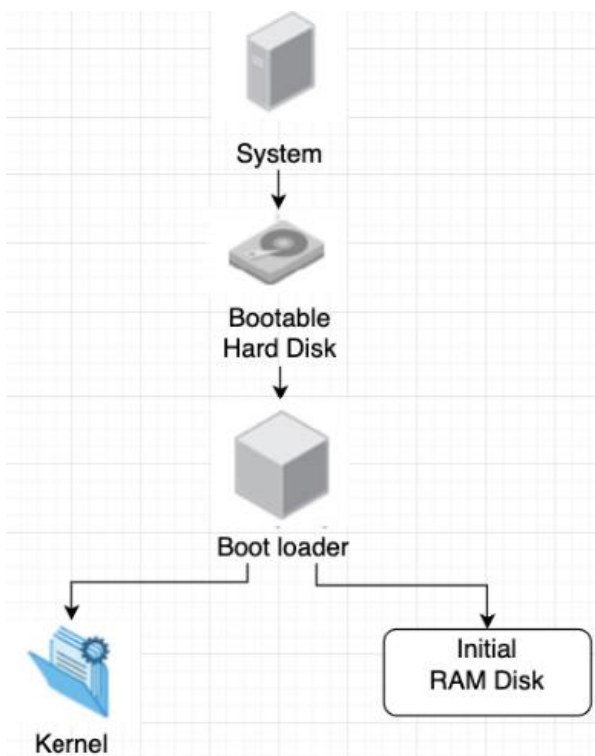 System
Bootable
Hard Disk
Boot loader
Kernel
Initial
RAM Disk